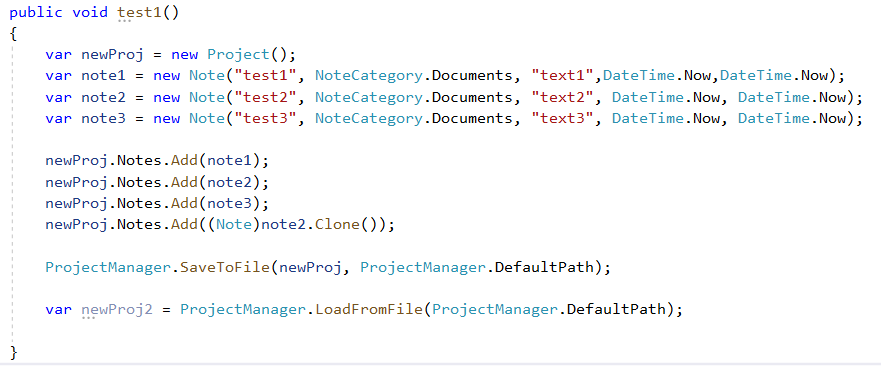 public void test1()
{
var newProj = new Project();
var note1 = new Note("test1", NoteCategory.Documents, "text1",DateTime.Now,DateTime.Now);
var note2 = new Note("test2", NoteCategory.Documents, "text2", DateTime.Now, DateTime.Now);
var note3 = new Note("test3", NoteCategory.Documents, "text3", DateTime.Now, DateTime.Now);
newProj.Notes.Add(note1);
newProj.Notes.Add(note2);
newProj.Notes.Add(note3);
newProj.Notes.Add((Note)note2.Clone());
ProjectManager.SaveToFile(newProj, ProjectManager.DefaultPath);
var newProj2 = ProjectManager.LoadFromFile(ProjectManager.DefaultPath);
}